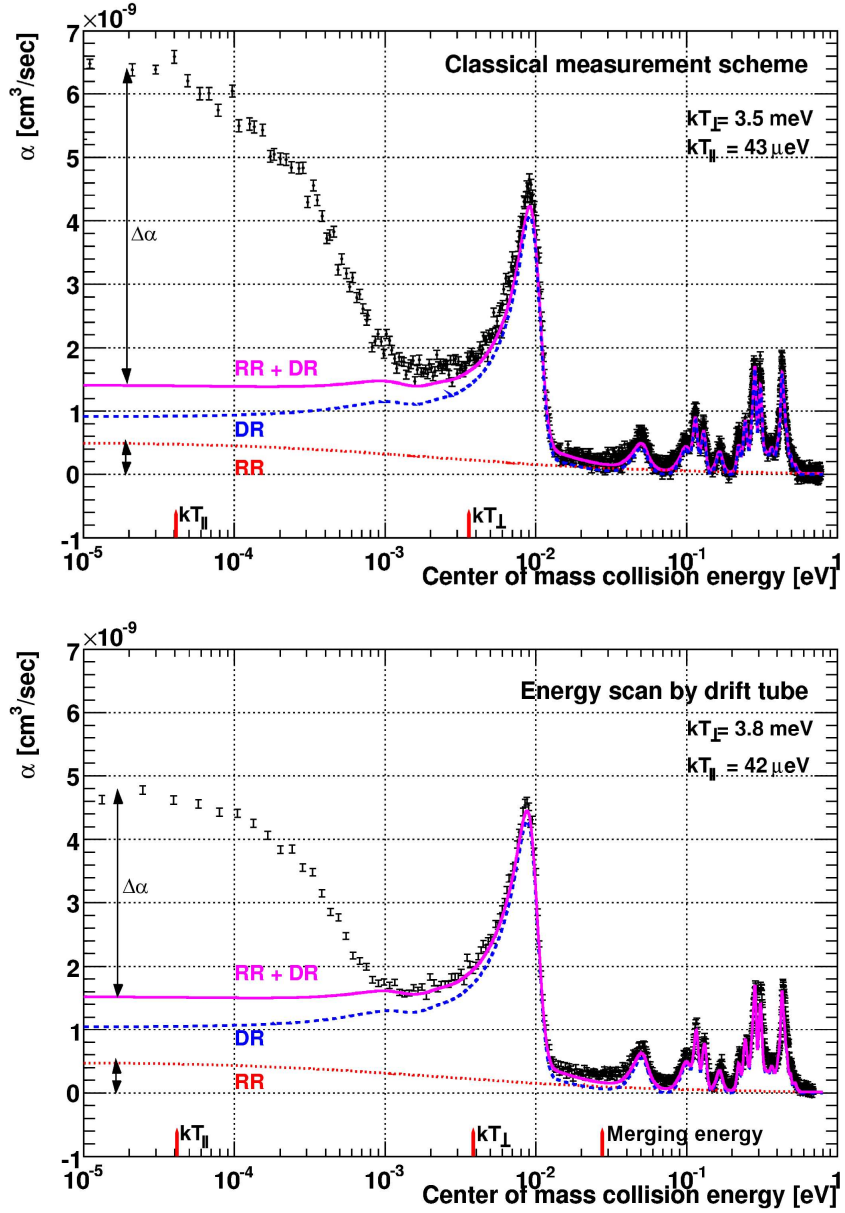 ×10⁻⁹
7
6
5
4
3
2
1
0
-1
α [cm³/sec]
Classical measurement scheme
kT⊥= 3.5 meV
kT∥ = 43 μeV
Δα
RR + DR
DR
RR
kT∥
kT⊥
10⁻⁵ 10⁻⁴ 10⁻³ 10⁻² 10⁻¹ 1
Center of mass collision energy [eV]
×10⁻⁹
7
6
5
4
3
2
1
0
-1
α [cm³/sec]
Energy scan by drift tube
kT⊥= 3.8 meV
kT∥ = 42 μeV
Δα
RR + DR
DR
RR
kT∥
kT⊥
Merging energy
10⁻⁵ 10⁻⁴ 10⁻³ 10⁻² 10⁻¹ 1
Center of mass collision energy [eV]